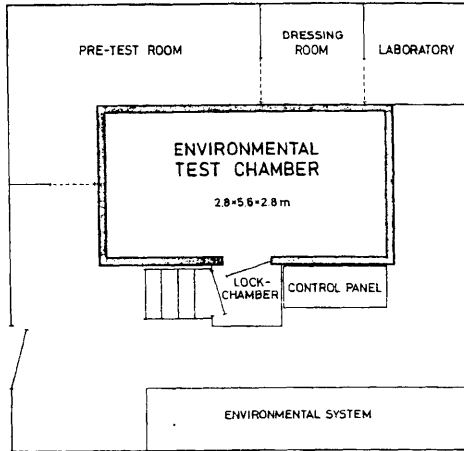 PRE-TEST ROOM
DRESSING
ROOM
LABORATORY
ENVIRONMENTAL
TEST CHAMBER
2.8×5.6×2.8 m
LOCK-
CHAMBER
CONTROL PANEL
ENVIRONMENTAL SYSTEM